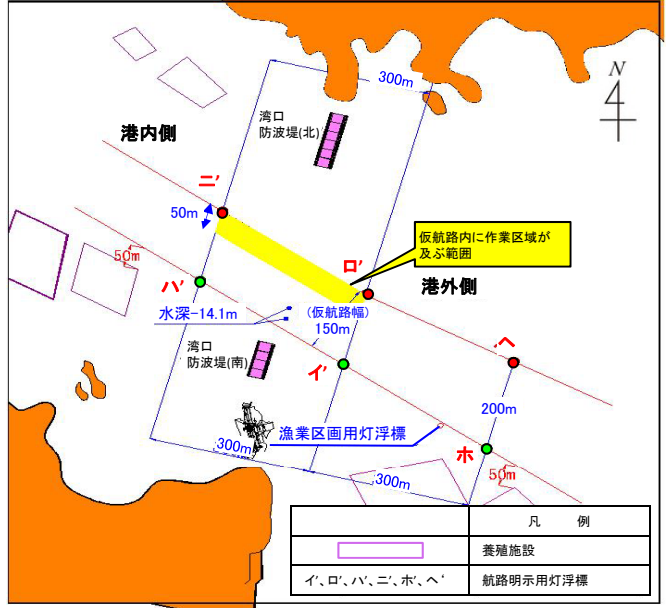 300m
N
湾口
防波堤(北)
港内側
ニ'
50m
仮航路内に作業区域が
及ぶ範囲
50m
ロ'
港外側
ハ'
水深-14.1m
(仮航路幅)
150m
湾口
防波堤(南)
イ'
ヘ'
200m
漁業区画用灯浮標
300m
ホ
50m
300m
凡 例
養殖施設
イ'、ロ'、ハ'、ニ'、ホ'、ヘ'
航路明示用灯浮標